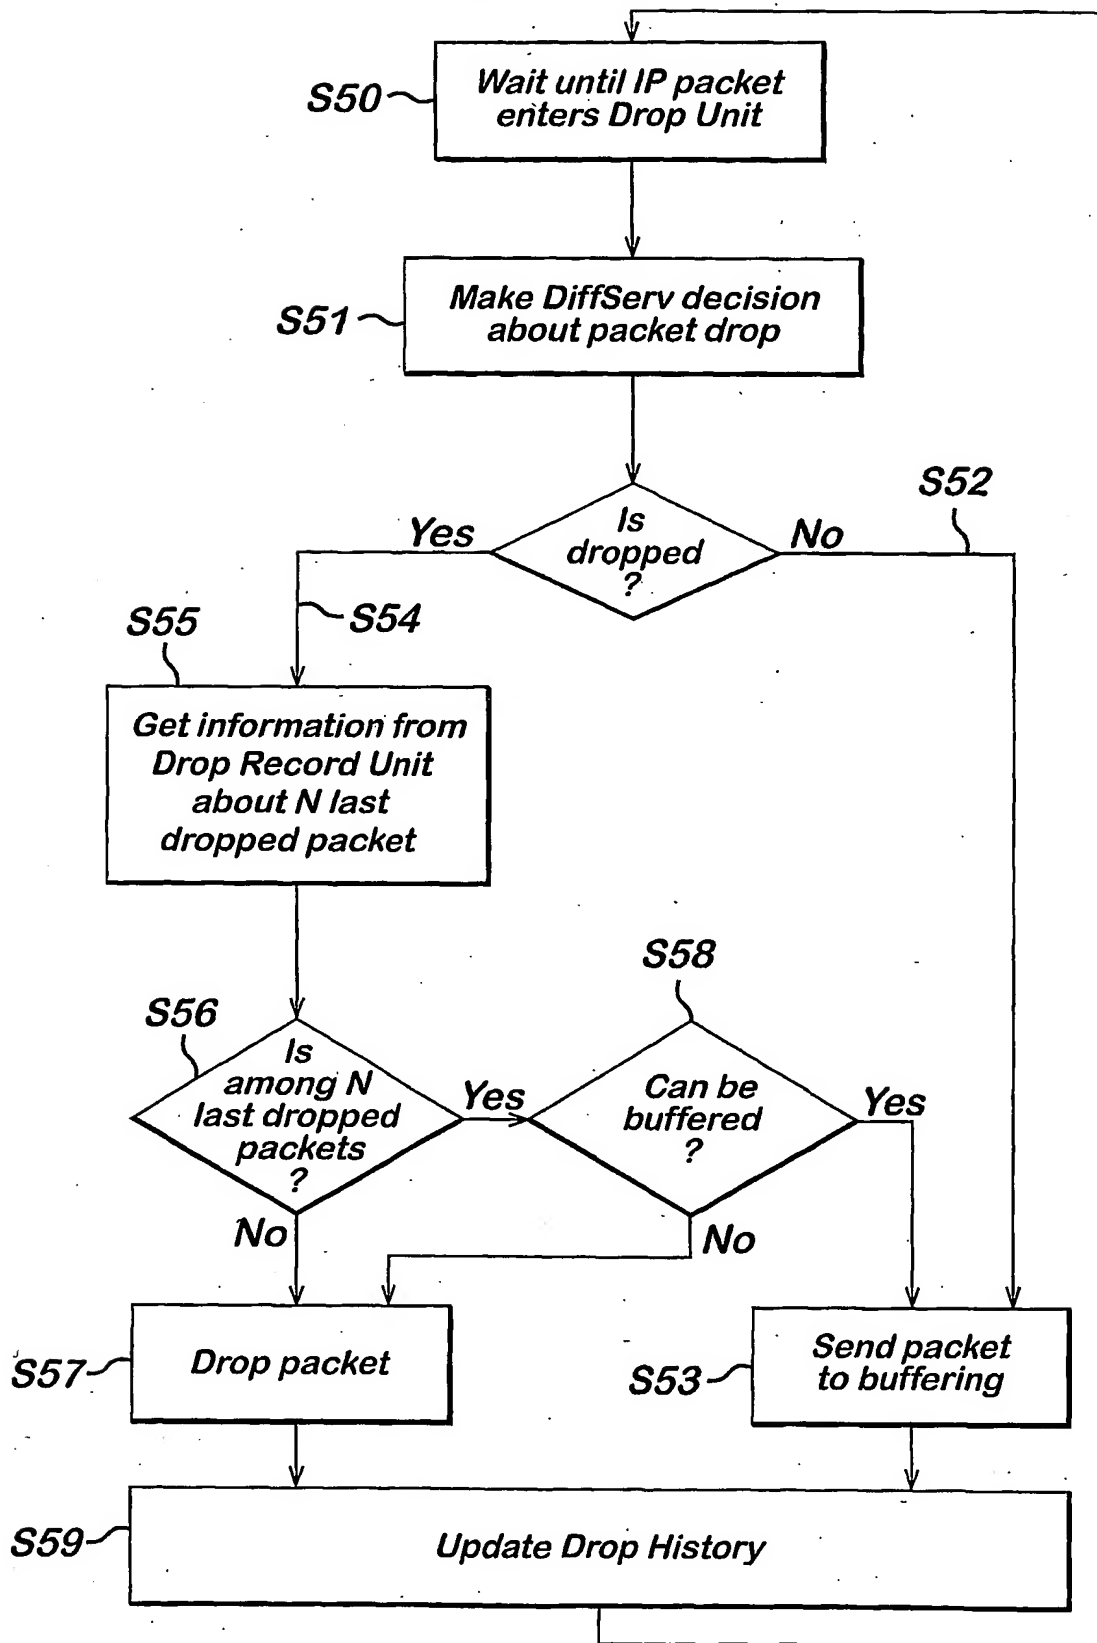 S50
Wait until IP packet
enters Drop Unit
S51
Make DiffServ decision
about packet drop
S52
Yes
Is
dropped
?
No
S54
S55
Get information from
Drop Record Unit
about N last
dropped packet
S58
S56
Is
among N
last dropped
packets
?
Yes
Can be
buffered
?
Yes
No
No
S57
Drop packet
S53
Send packet
to buffering
S59
Update Drop History